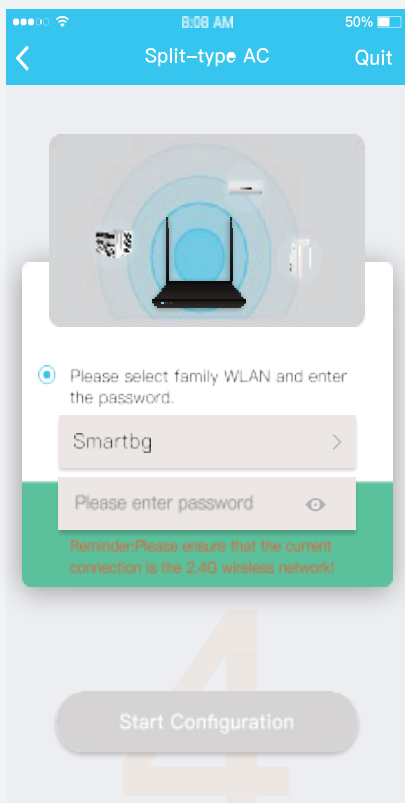 8:08 AM
50%
Split-type AC
Quit
Please select family WLAN and enter
the password.
Smartbg
Please enter password
Reminder:Please ensure that the current
connection is the 2.4G wireless network!
4
Start Configuration